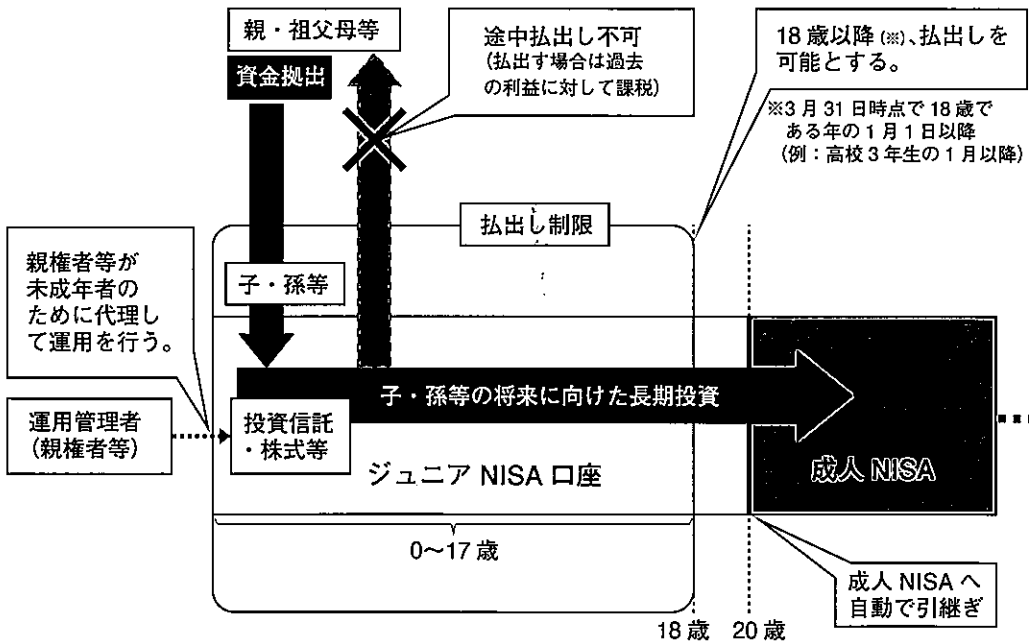 親・祖父母等
資金拠出
途中払出し不可
(払出す場合は過去
の利益に対して課税)
18歳以降(※)、払出しを
可能とする。
※3月31日時点で18歳で
ある年の1月1日以降
(例:高校3年生の1月以降)
払出し制限
親権者等が
未成年者の
ために代理し
て運用を行う。
子・孫等
子・孫等の将来に向けた長期投資
運用管理者
(親権者等)
投資信託
・株式等
ジュニアNISA口座
成人NISA
0〜17歳
成人NISAへ
自動で引継ぎ
18歳
20歳